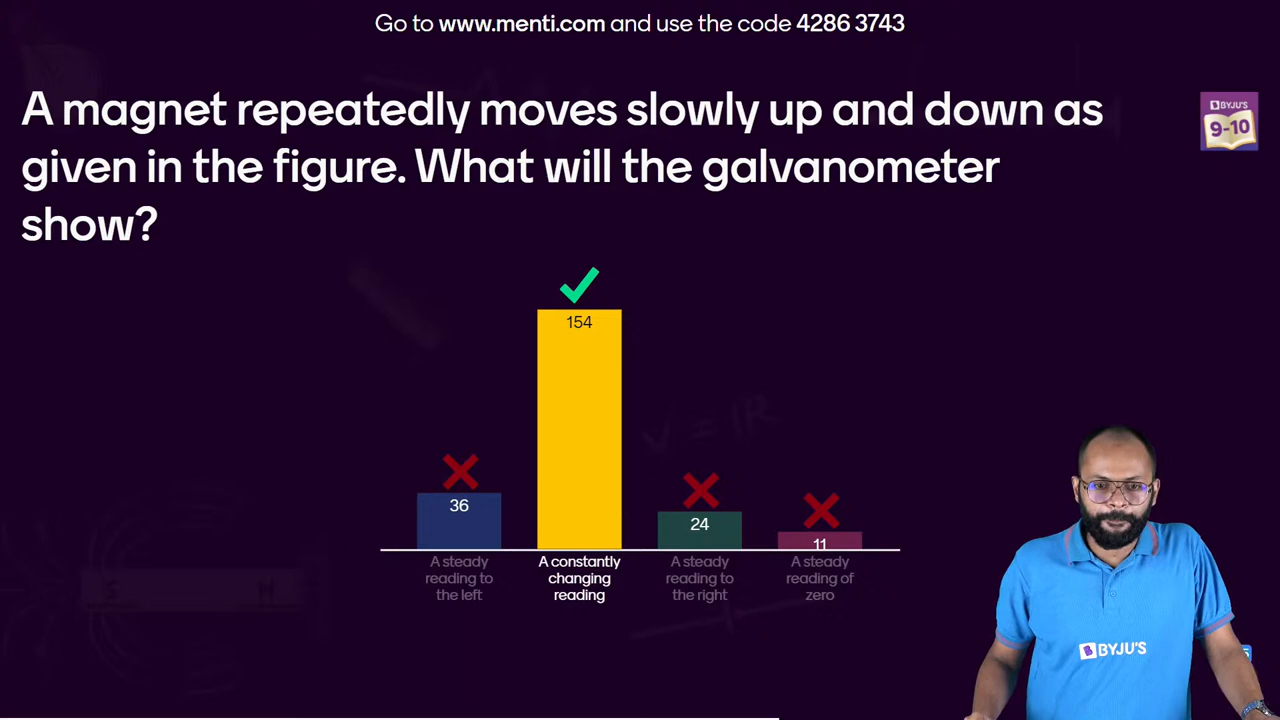 Go to www.menti.com and use the code 4286 3743
A magnet repeatedly moves slowly up and down as
given in the figure. What will the galvanometer
show?
BYJU'S
9-10
154
36
24
11
A steady
reading to
the left
A constantly
changing
reading
A steady
reading to
the right
A steady
reading of
zero
V = IR
S
N
BYJU'S